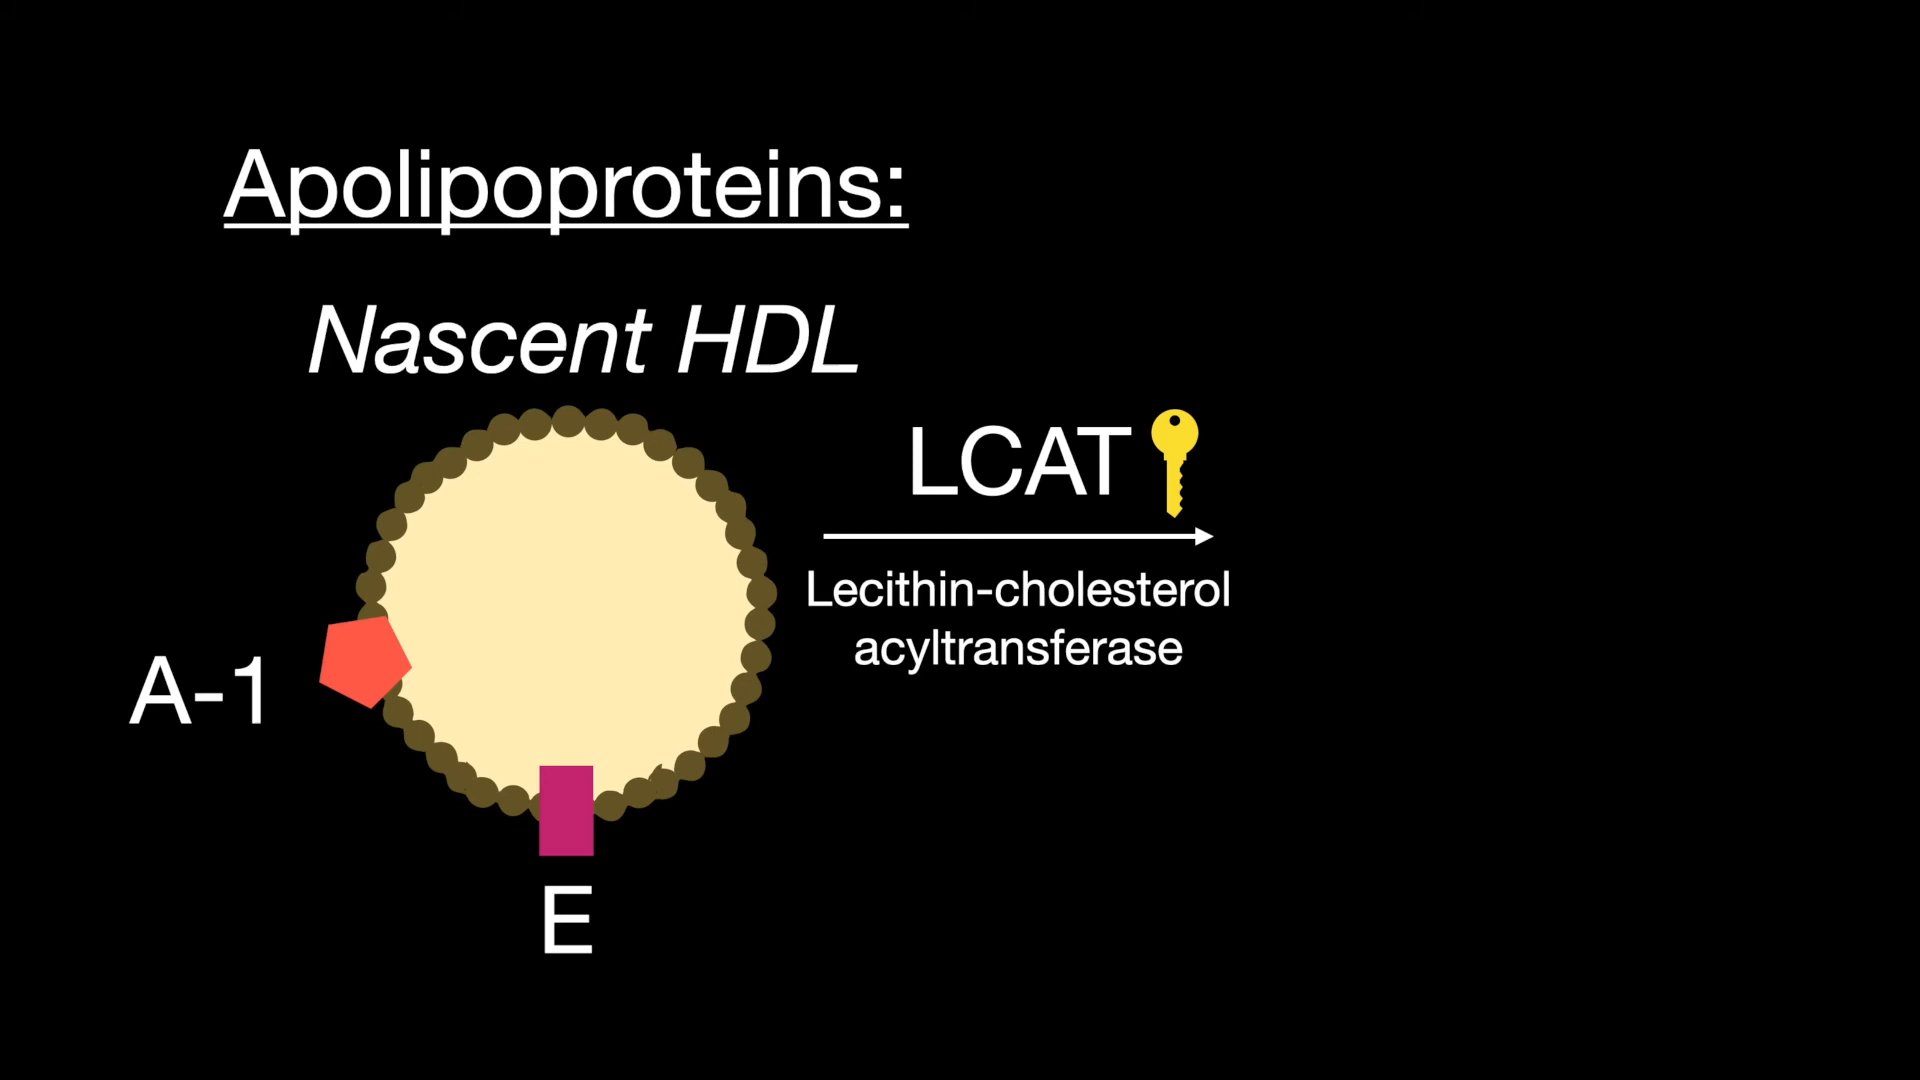 Apolipoproteins:
Nascent HDL
LCAT
Lecithin-cholesterol
acyltransferase
A-1
E